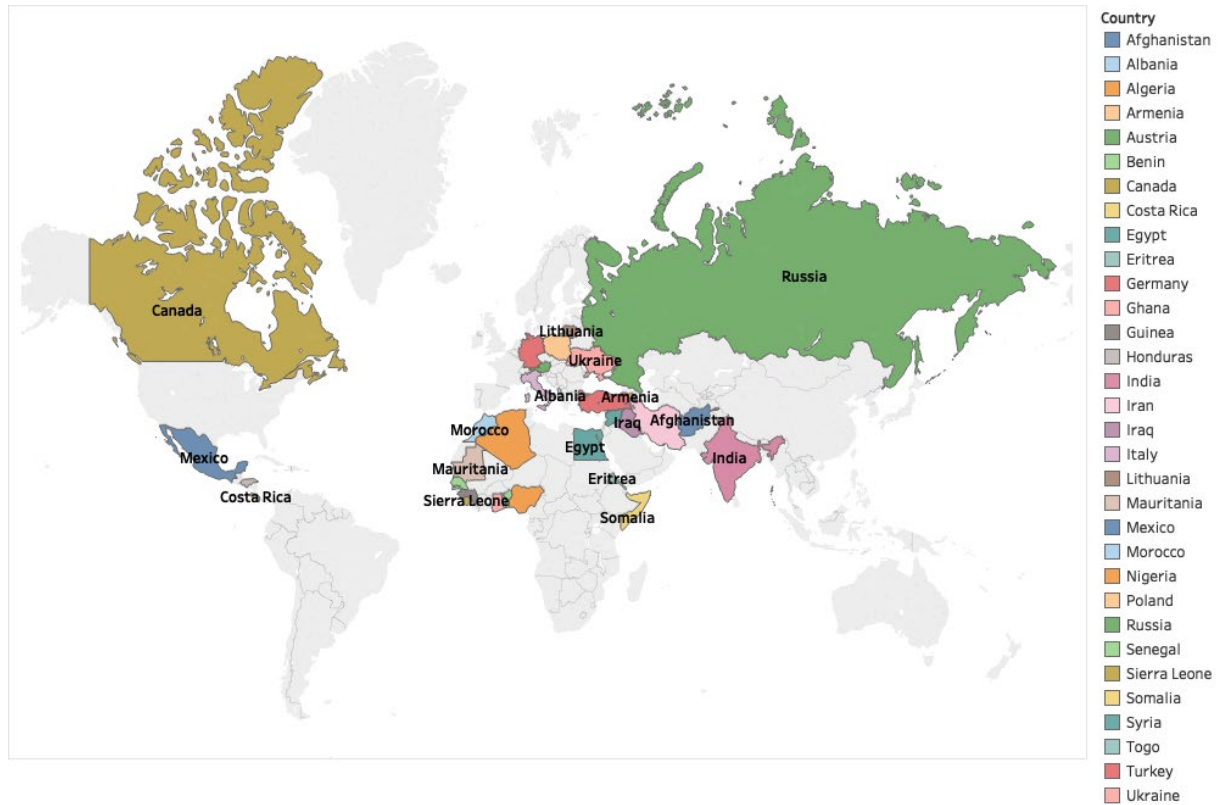 Canada
Mexico
Costa Rica
Russia
Lithuania
Ukraine
Albania
Armenia
Morocco
Iraq
Afghanistan
Egypt
India
Mauritania
Eritrea
Sierra Leone
Somalia
Country
Afghanistan
Albania
Algeria
Armenia
Austria
Benin
Canada
Costa Rica
Egypt
Eritrea
Germany
Ghana
Guinea
Honduras
India
Iran
Iraq
Italy
Lithuania
Mauritania
Mexico
Morocco
Nigeria
Poland
Russia
Senegal
Sierra Leone
Somalia
Syria
Togo
Turkey
Ukraine